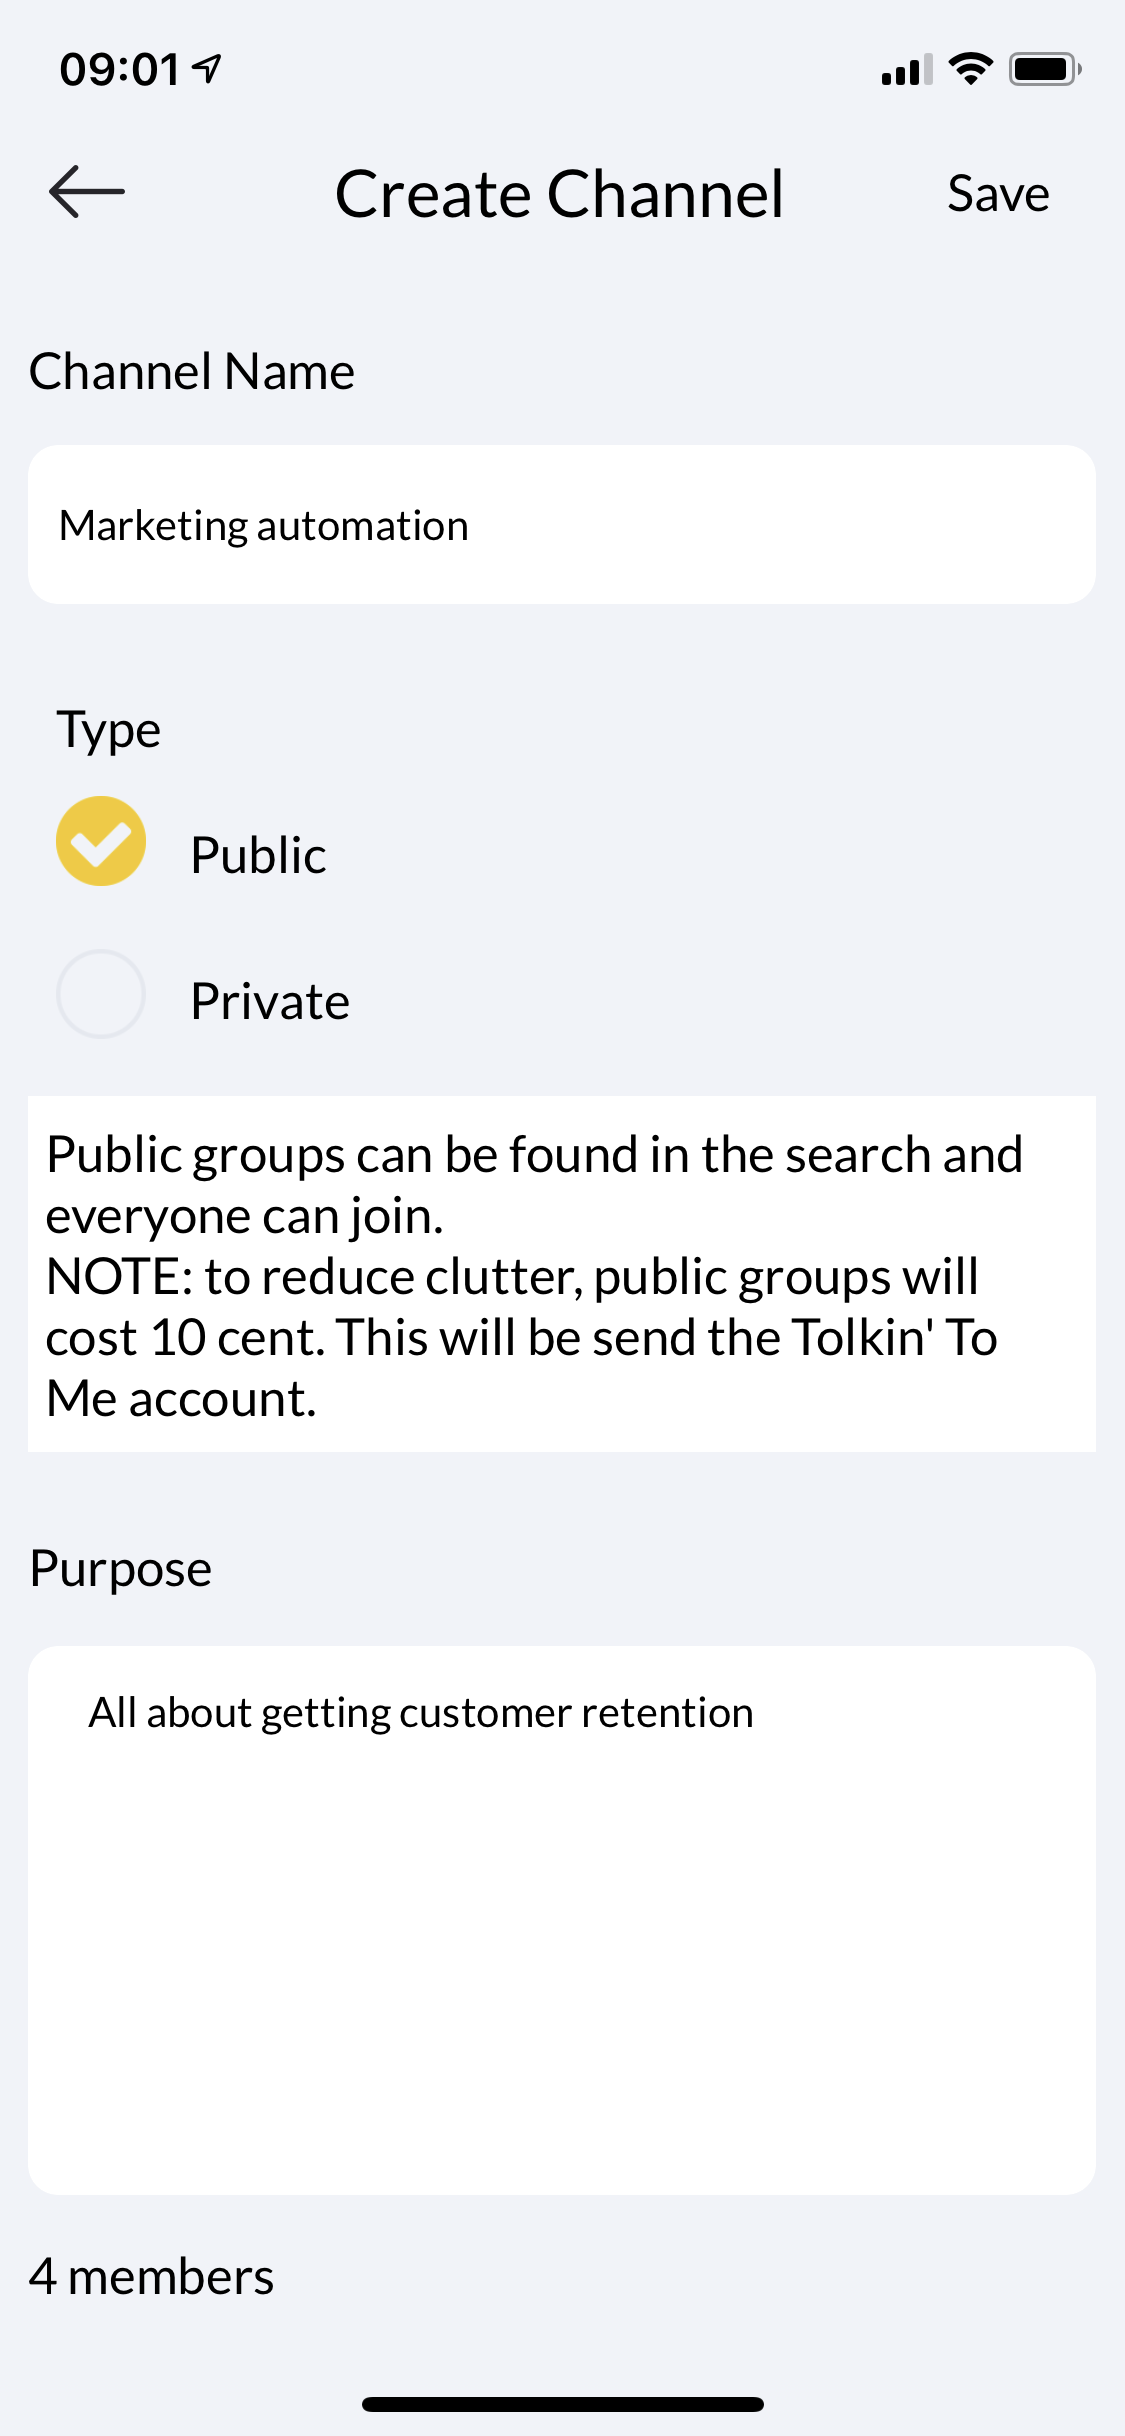 09:01
Create Channel
Save
Channel Name
Marketing automation
Type
Public
Private
Public groups can be found in the search and
everyone can join.
NOTE: to reduce clutter, public groups will
cost 10 cent. This will be send the Tolkin' To
Me account.
Purpose
All about getting customer retention
4 members